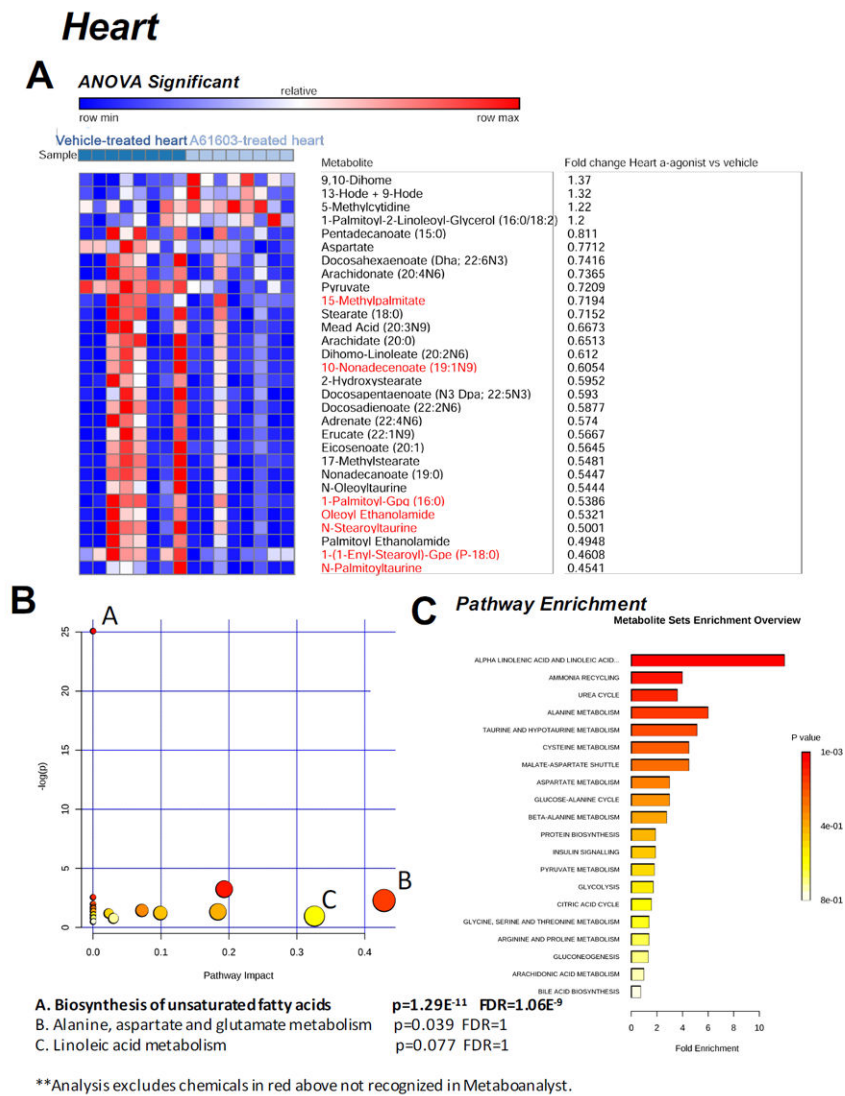 Heart
A
ANOVA Significant
relative
row min row max
Vehicle-treated heart A61603-treated heart
Sample
Metabolite Fold change Heart a-agonist vs vehicle
9,10-Dihome 1.37
13-Hode + 9-Hode 1.32
5-Methylcytidine 1.22
1-Palmitoyl-2-Linoleoyl-Glycerol (16:0/18:2) 1.2
Pentadecanoate (15:0) 0.811
Aspartate 0.7712
Docosahexaenoate (Dha; 22:6N3) 0.7416
Arachidonate (20:4N6) 0.7365
Pyruvate 0.7209
15-Methylpalmitate 0.7194
Stearate (18:0) 0.7152
Mead Acid (20:3N9) 0.6673
Arachidate (20:0) 0.6513
Dihomo-Linoleate (20:2N6) 0.612
10-Nonadecenoate (19:1N9) 0.6054
2-Hydroxystearate 0.5952
Docosapentaenoate (N3 Dpa; 22:5N3) 0.593
Docosadienoate (22:2N6) 0.5877
Adrenate (22:4N6) 0.574
Erucate (22:1N9) 0.5667
Eicosenoate (20:1) 0.5645
17-Methylstearate 0.5481
Nonadecanoate (19:0) 0.5447
N-Oleoyltaurine 0.5444
1-Palmitoyl-Gpg (16:0) 0.5386
Oleoyl Ethanolamide 0.5321
N-Stearoyltaurine 0.5001
Palmitoyl Ethanolamide 0.4948
1-(1-Enyl-Stearoyl)-Gpe (P-18:0) 0.4608
N-Palmitoyltaurine 0.4541
B
A
B
C
25
20
15
10
5
0
-log(p)
0.0 0.1 0.2 0.3 0.4
Pathway Impact
C
Pathway Enrichment
Metabolite Sets Enrichment Overview
ALPHA LINOLENIC ACID AND LINOLEIC ACID...
AMMONIA RECYCLING
UREA CYCLE
ALANINE METABOLISM
TAURINE AND HYPOTAURINE METABOLISM
CYSTEINE METABOLISM
MALATE-ASPARTATE SHUTTLE
ASPARTATE METABOLISM
GLUCOSE-ALANINE CYCLE
BETA-ALANINE METABOLISM
PROTEIN BIOSYNTHESIS
INSULIN SIGNALLING
PYRUVATE METABOLISM
GLYCOLYSIS
CITRIC ACID CYCLE
GLYCINE, SERINE AND THREONINE METABOLISM
ARGININE AND PROLINE METABOLISM
GLUCONEOGENESIS
ARACHIDONIC ACID METABOLISM
BILE ACID BIOSYNTHESIS
0 2 4 6 8 10
Fold Enrichment
P value
1e-03
4e-01
8e-01
A. Biosynthesis of unsaturated fatty acids p=1.29E-11 FDR=1.06E-9
B. Alanine, aspartate and glutamate metabolism p=0.039 FDR=1
C. Linoleic acid metabolism p=0.077 FDR=1
**Analysis excludes chemicals in red above not recognized in Metaboanalyst.